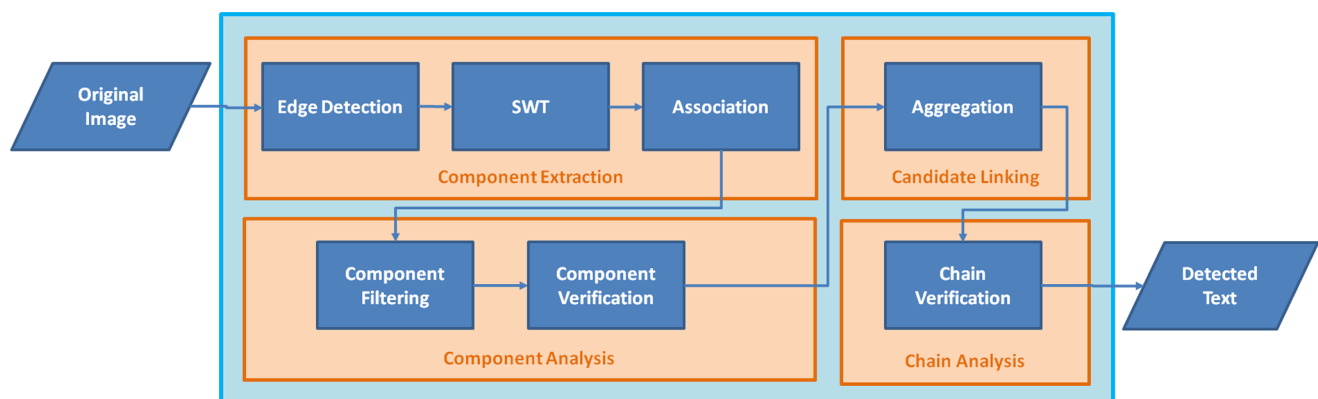 Original
Image
Edge Detection
SWT
Association
Component Extraction
Component
Filtering
Component
Verification
Component Analysis
Aggregation
Candidate Linking
Chain
Verification
Chain Analysis
Detected
Text